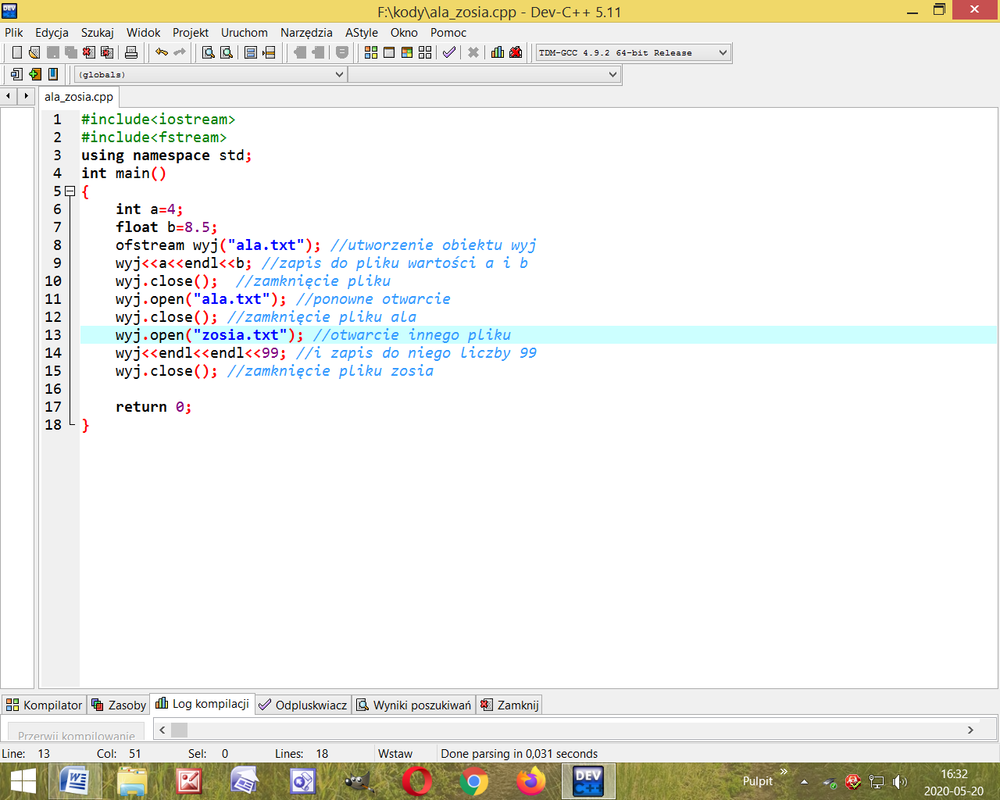 F:\kody\ala_zosia.cpp - Dev-C++ 5.11
Plik Edycja Szukaj Widok Projekt Uruchom Narzędzia AStyle Okno Pomoc
TDM-GCC 4.9.2 64-bit Release
(globals)
ala_zosia.cpp
1 #include<iostream>
2 #include<fstream>
3 using namespace std;
4 int main()
5 {
6 int a=4;
7 float b=8.5;
8 ofstream wyj("ala.txt"); //utworzenie obiektu wyj
9 wyj<<a<<endl<<b; //zapis do pliku wartości a i b
10 wyj.close();  //zamknięcie pliku
11 wyj.open("ala.txt"); //ponowne otwarcie
12 wyj.close(); //zamknięcie pliku ala
13 wyj.open("zosia.txt"); //otwarcie innego pliku
14 wyj<<endl<<endl<<99; //i zapis do niego liczby 99
15 wyj.close(); //zamknięcie pliku zosia
16
17 return 0;
18 }
Kompilator Zasoby Log kompilacji Odpluskwiacz Wyniki poszukiwań Zamknij
Przerwij kompilowanie
Line: 13 Col: 51 Sel: 0 Lines: 18 Wstaw Done parsing in 0,031 seconds
DEV C++
Pulpit
16:32
2020-05-20